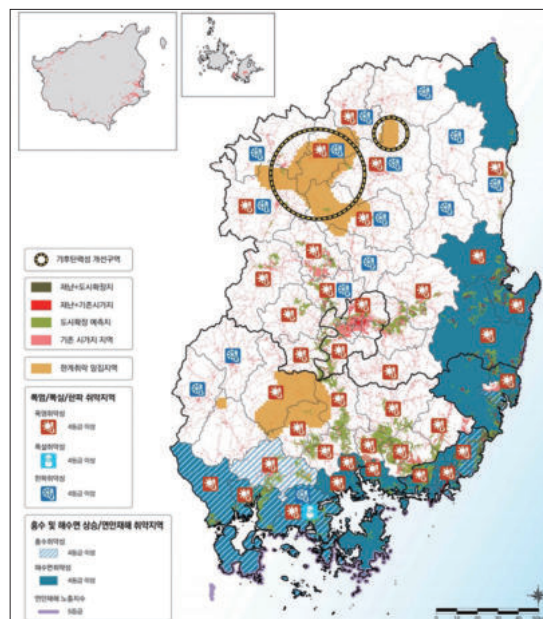 기후탄력성 개선구역
재난+도시확장지
재난+기존시가지
도시확장 예측지
기존 시가지 지역
한계취락 밀집지역
폭염/폭설/한파 취약지역
폭염취약성
4등급 이상
폭설취약성
4등급 이상
한파취약성
4등급 이상
홍수 및 해수면 상승/연안재해 취약지역
홍수취약성
4등급 이상
해수면취약성
4등급 이상
연안재해 노출지수
5등급